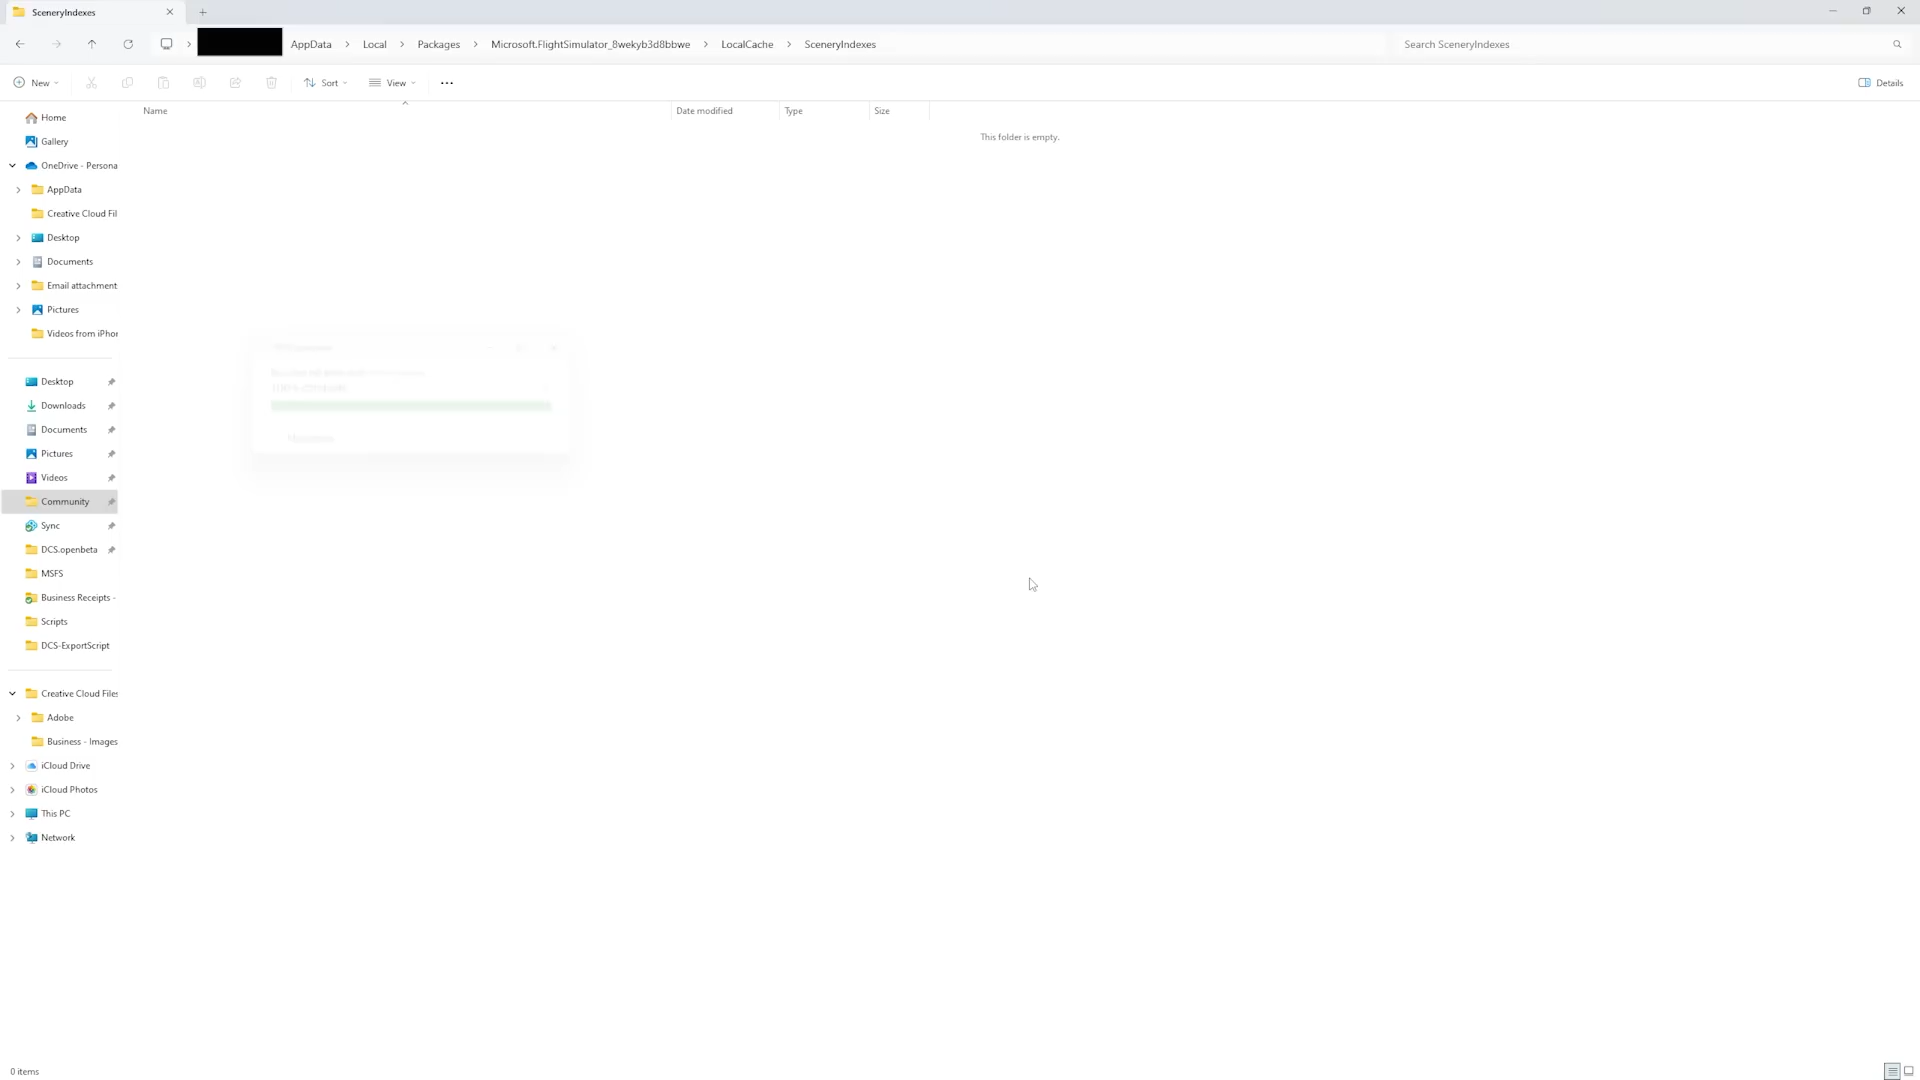 SceneryIndexes
AppData > Local > Packages > Microsoft.FlightSimulator_8wekyb3d8bbwe > LocalCache > SceneryIndexes
Search SceneryIndexes
New
Sort
View
Details
Name
Date modified
Type
Size
This folder is empty.
Home
Gallery
OneDrive - Persona
AppData
Creative Cloud Fil
Desktop
Documents
Email attachment
Pictures
Videos from iPhor
Desktop
Downloads
Documents
Pictures
Videos
Community
Sync
DCS.openbeta
MSFS
Business Receipts -
Scripts
DCS-ExportScript
Creative Cloud Files
Adobe
Business - Images
iCloud Drive
iCloud Photos
This PC
Network
0 items